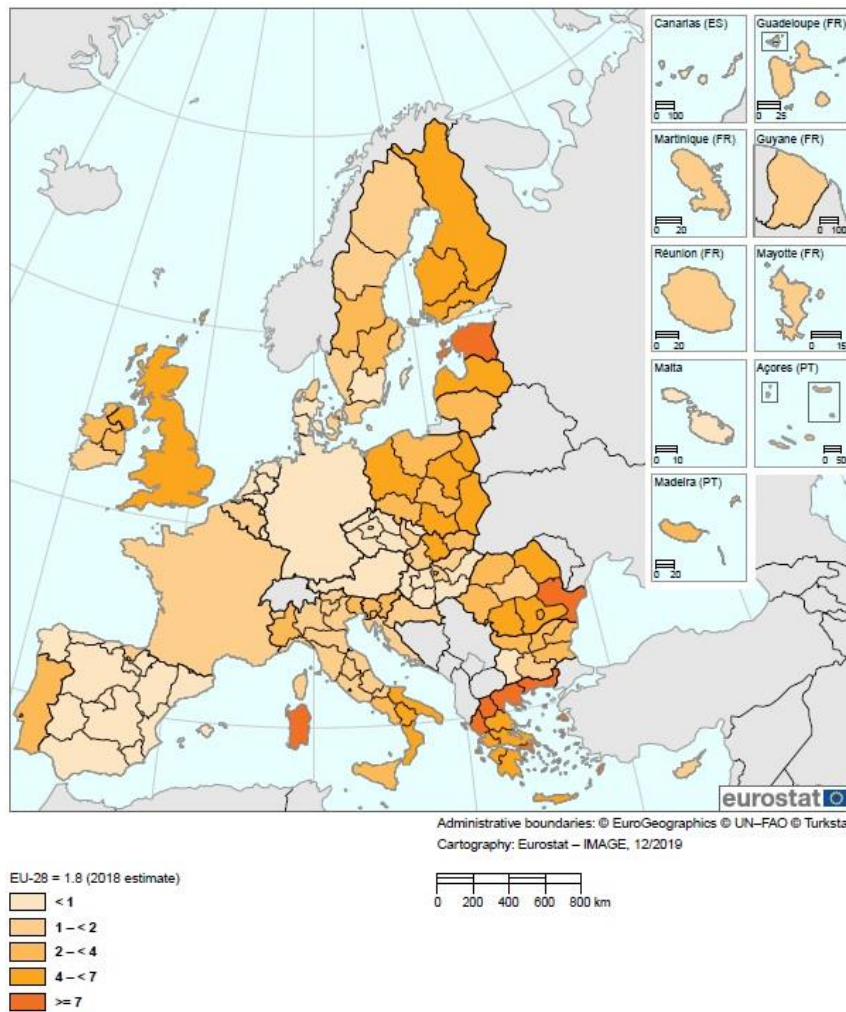 Canarias (ES)
0 100
Guadeloupe (FR)
0 25
Martinique (FR)
0 20
Guyane (FR)
0 100
Réunion (FR)
0 20
Mayotte (FR)
0 15
Malta
0 10
Açores (PT)
0 50
Madeira (PT)
0 20
eurostat
Administrative boundaries: © EuroGeographics © UN–FAO © Turksta
Cartography: Eurostat – IMAGE, 12/2019
0 200 400 600 800 km
EU-28 = 1.8 (2018 estimate)
< 1
1 – < 2
2 – < 4
4 – < 7
>= 7